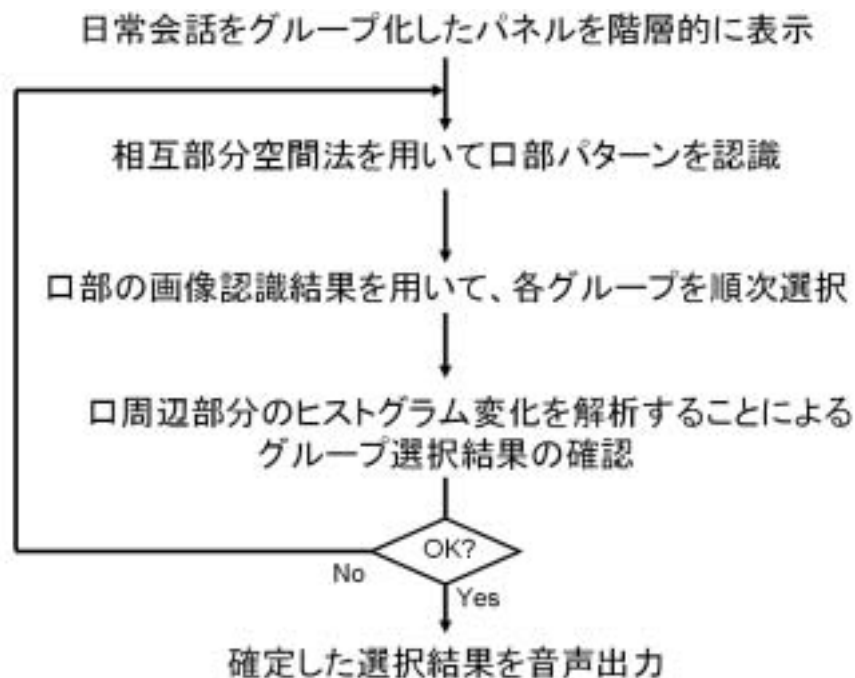 日常会話をグループ化したパネルを階層的に表示
相互部分空間法を用いて口部パターンを認識
口部の画像認識結果を用いて、各グループを順次選択
口周辺部分のヒストグラム変化を解析することによる
グループ選択結果の確認
OK?
No
Yes
確定した選択結果を音声出力